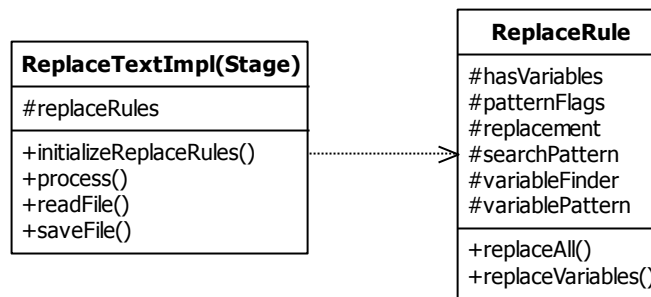 ReplaceTextImpl(Stage)
#replaceRules
+initializeReplaceRules()
+process()
+readFile()
+saveFile()
ReplaceRule
#hasVariables
#patternFlags
#replacement
#searchPattern
#variableFinder
#variablePattern
+replaceAll()
+replaceVariables()